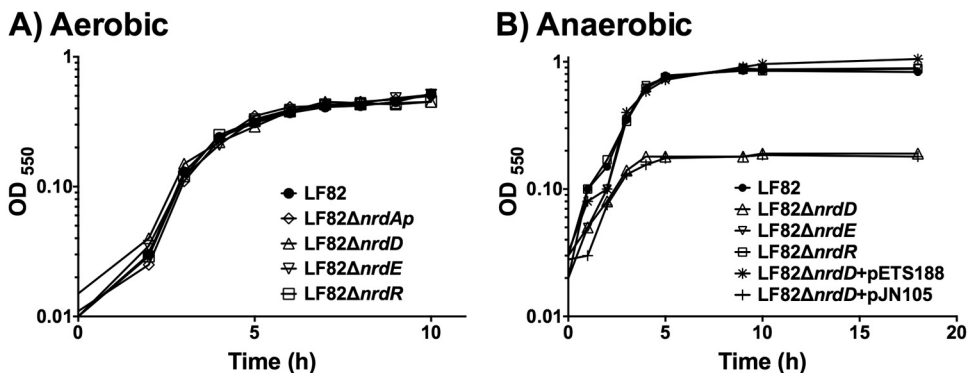 A) Aerobic
1
0.10
0.01
OD 550
0
5
10
Time (h)
LF82
LF82ΔnrdAp
LF82ΔnrdD
LF82ΔnrdE
LF82ΔnrdR
B) Anaerobic
1
0.10
0.01
OD 550
0
5
10
15
20
Time (h)
LF82
LF82ΔnrdD
LF82ΔnrdE
LF82ΔnrdR
LF82ΔnrdD+pETS188
LF82ΔnrdD+pJN105